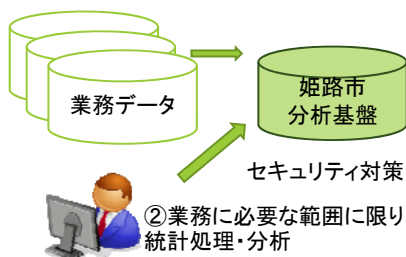 業務データ
姫路市
分析基盤
セキュリティ対策
②業務に必要な範囲に限り
統計処理・分析